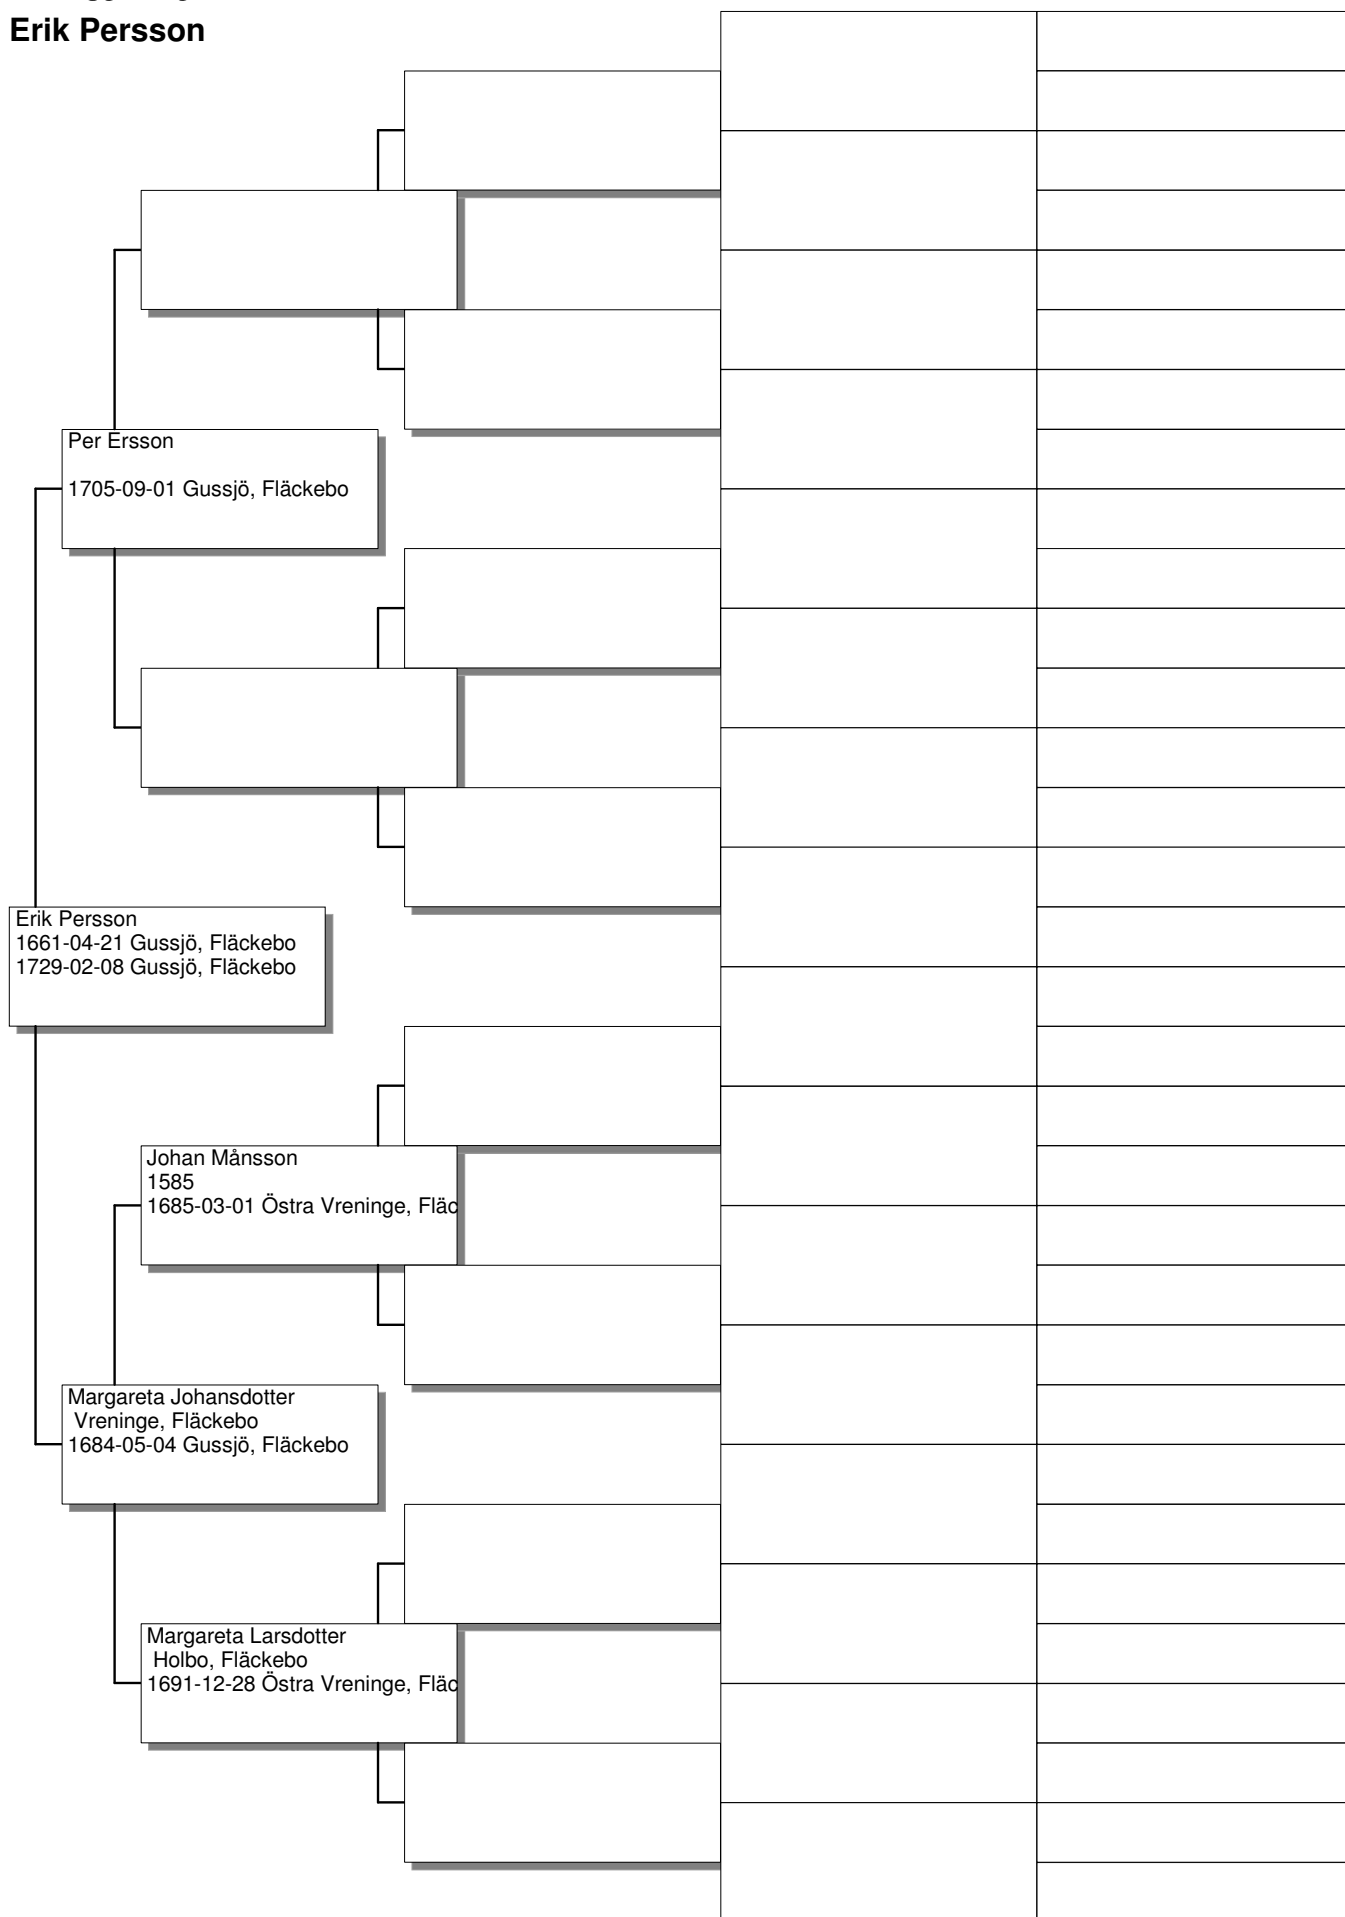 Erik Persson
Per Ersson
1705-09-01 Gussjö, Fläckebo
Erik Persson
1661-04-21 Gussjö, Fläckebo
1729-02-08 Gussjö, Fläckebo
Johan Månsson
1585
1685-03-01 Östra Vreninge, Fläc
Margareta Johansdotter
Vreninge, Fläckebo
1684-05-04 Gussjö, Fläckebo
Margareta Larsdotter
Holbo, Fläckebo
1691-12-28 Östra Vreninge, Fläc